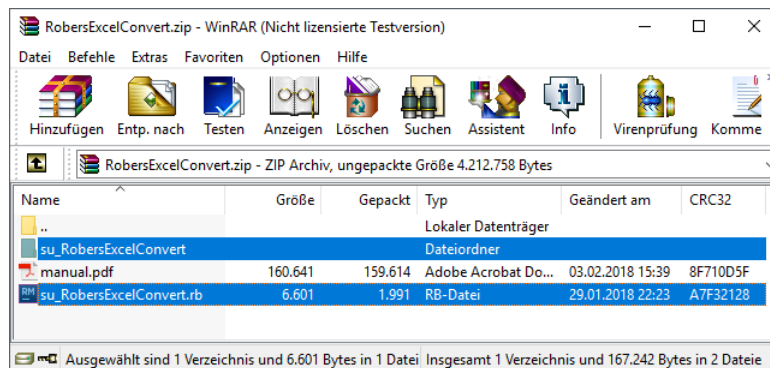 RobersExcelConvert.zip - WinRAR (Nicht lizensierte Testversion)
Datei Befehle Extras Favoriten Optionen Hilfe
Hinzufügen Entp. nach Testen Anzeigen Löschen Suchen Assistent Info Virenprüfung Komme
RobersExcelConvert.zip - ZIP Archiv, ungepackte Größe 4.212.758 Bytes
Name Größe Gepackt Typ Geändert am CRC32
.. Lokaler Datenträger
su_RobersExcelConvert Dateiordner
manual.pdf 160.641 159.614 Adobe Acrobat Do... 03.02.2018 15:39 8F710D5F
RM su_RobersExcelConvert.rb 6.601 1.991 RB-Datei 29.01.2018 22:23 A7F32128
Ausgewählt sind 1 Verzeichnis und 6.601 Bytes in 1 Datei Insgesamt 1 Verzeichnis und 167.242 Bytes in 2 Dateie